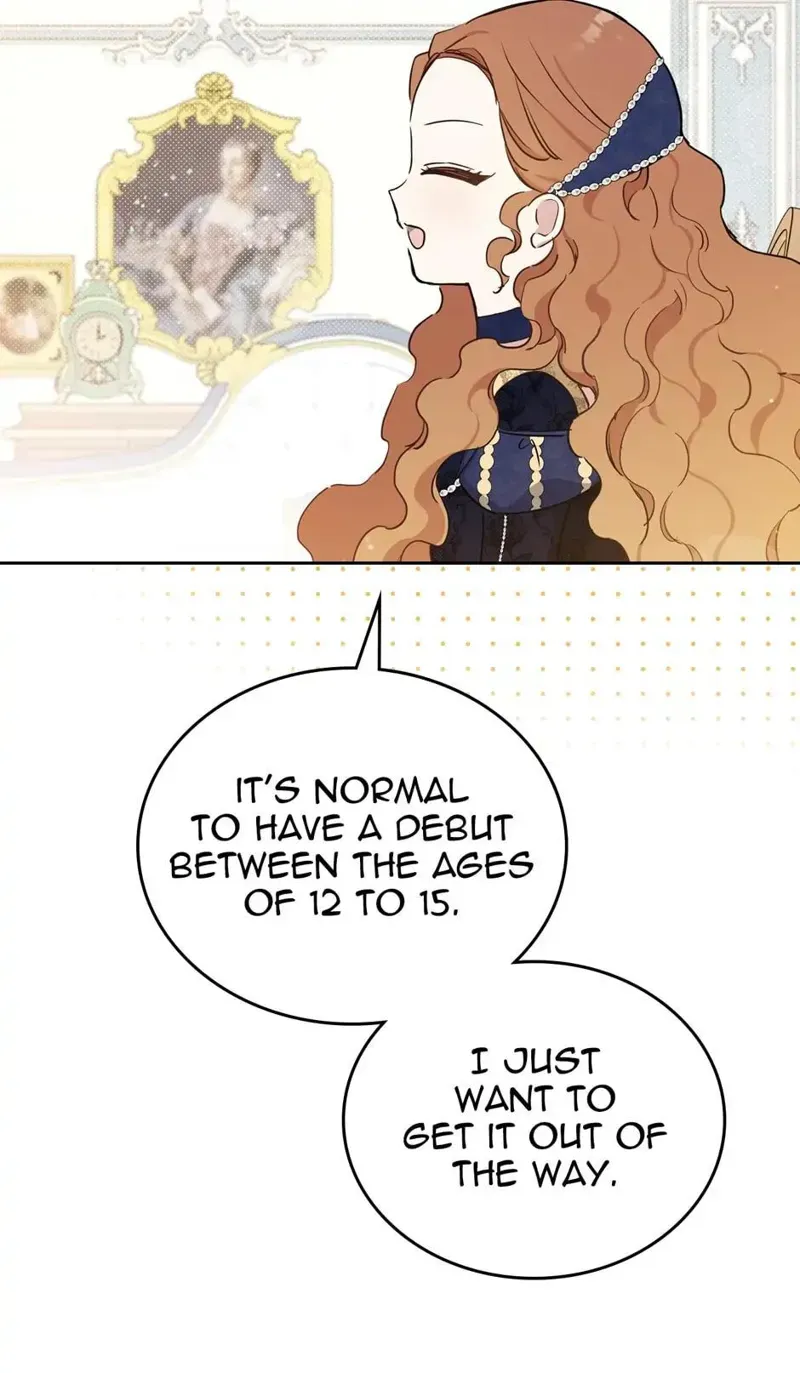 IT'S NORMAL
TO HAVE A DEBUT
BETWEEN THE AGES
OF 12 TO 15.
I JUST
WANT TO
GET IT OUT OF
THE WAY.